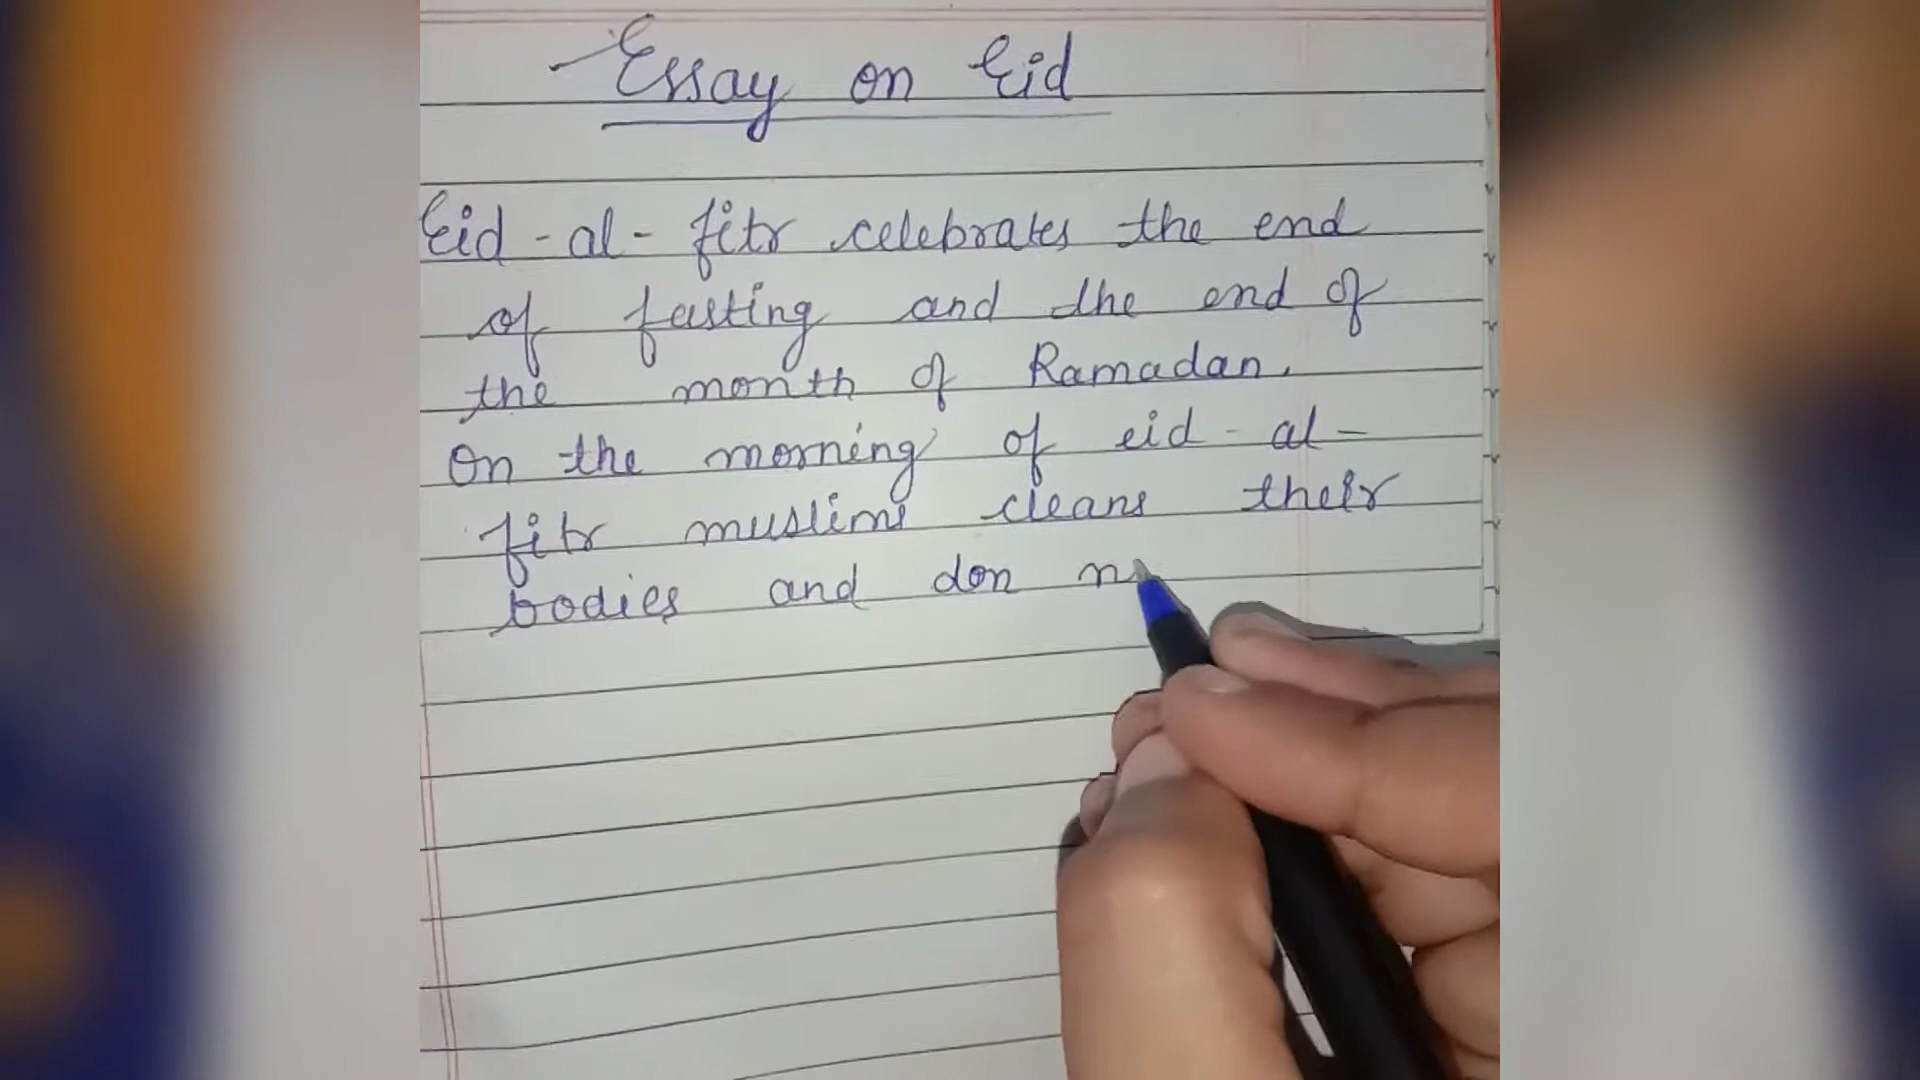 Essay on Eid
Eid-al-fitr celebrates the end
of fasting and the end of
the month of Ramadan.
On the morning of eid-al-
fitr muslims cleans their
bodies and don